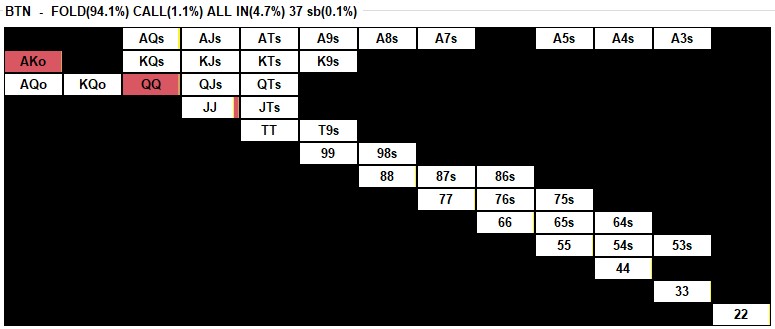 BTN - FOLD(94.1%) CALL(1.1%) ALL IN(4.7%) 37 sb(0.1%)
AQs AJs ATs A9s A8s A7s A5s A4s A3s
AKo KQs KJs KTs K9s
AQo KQo QQ QJs QTs
JJ JTs
TT T9s
99 98s
88 87s 86s
77 76s 75s
66 65s 64s
55 54s 53s
44
33
22